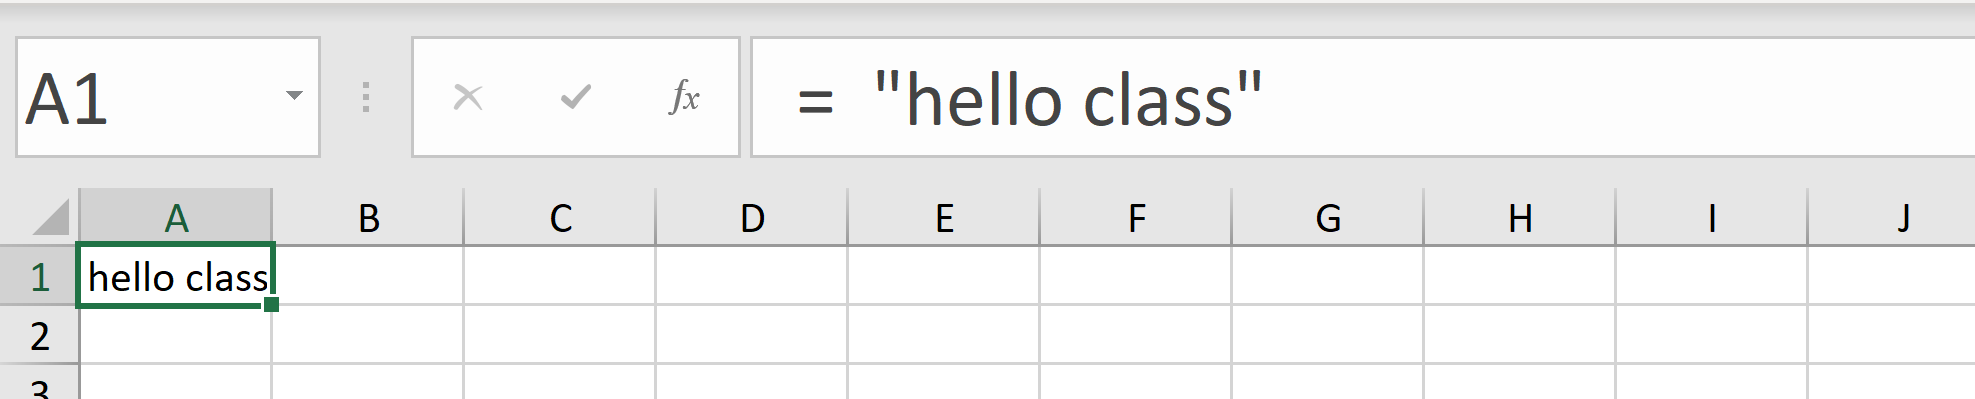 A1 fx = "hello class"
A B C D E F G H I J
1 hello class
2
3